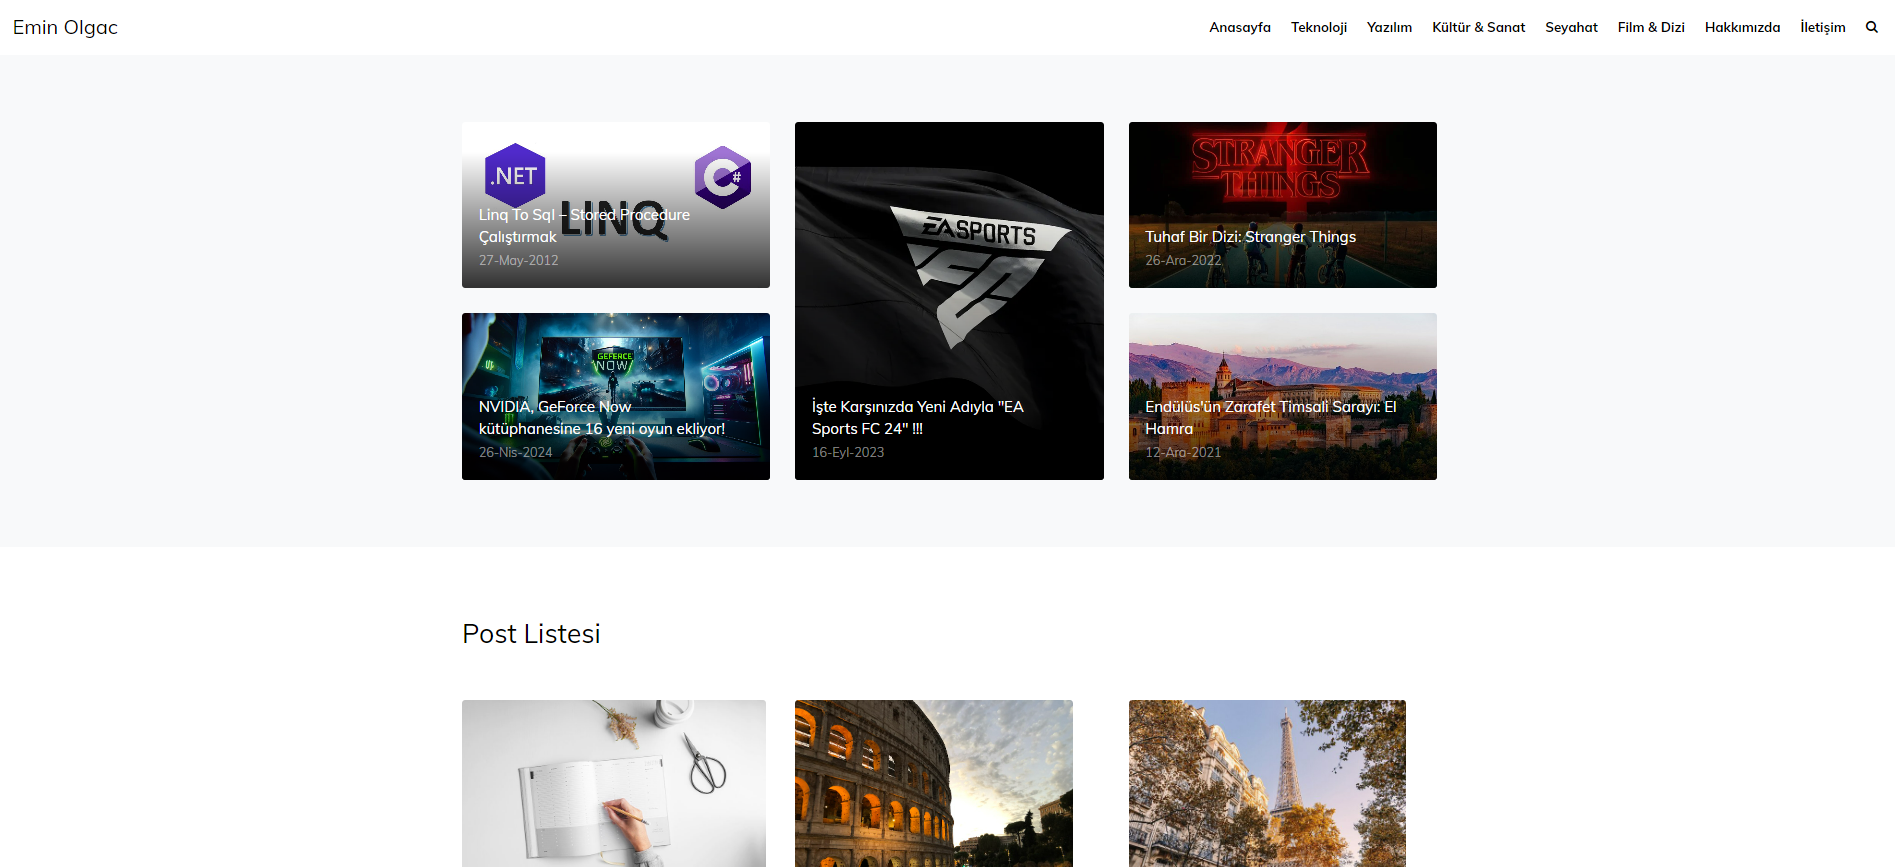 Emin Olgac
Anasayfa Teknoloji Yazılım Kültür & Sanat Seyahat Film & Dizi Hakkımızda İletişim
.NET
C#
LINQ
Linq To Sql – Stored Procedure
Çalıştırmak
27-May-2012
GEFORCE
NOW
NVIDIA, GeForce Now
kütüphanesine 16 yeni oyun ekliyor!
26-Nis-2024
EA SPORTS
FC
İşte Karşınızda Yeni Adıyla "EA
Sports FC 24" !!!
16-Eyl-2023
STRANGER
THINGS
Tuhaf Bir Dizi: Stranger Things
26-Ara-2022
Endülüs'ün Zarafet Timsali Sarayı: El
Hamra
12-Ara-2021
Post Listesi